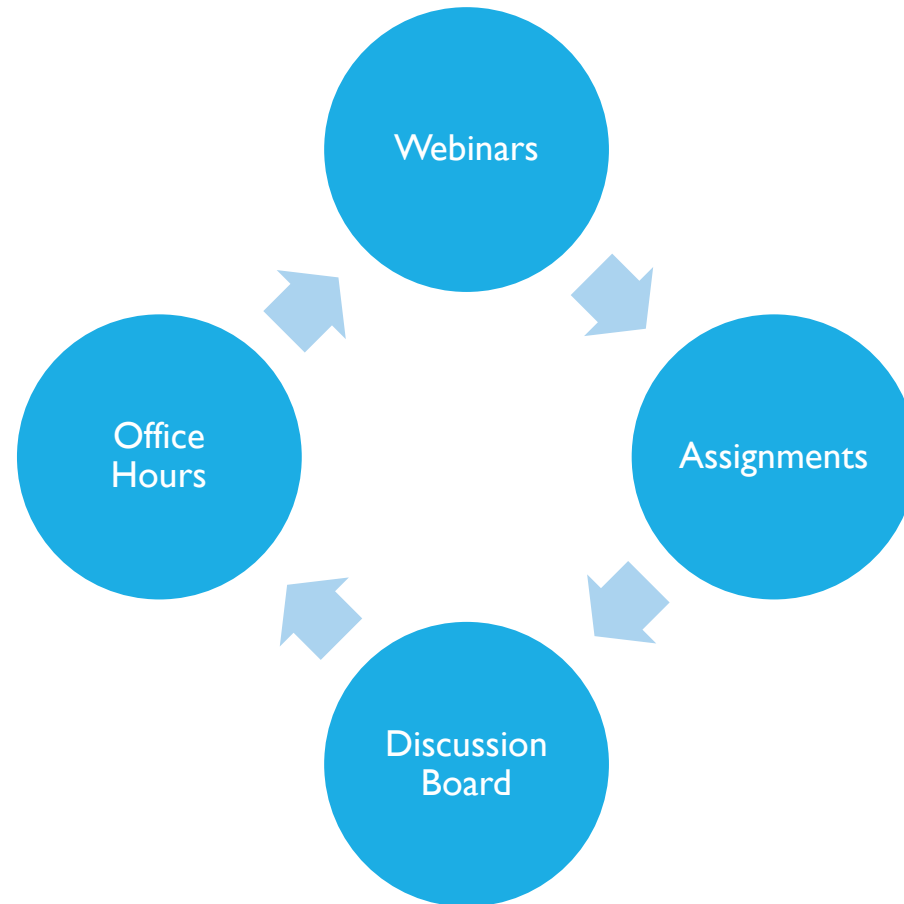 Webinars
Assignments
Discussion
Board
Office
Hours